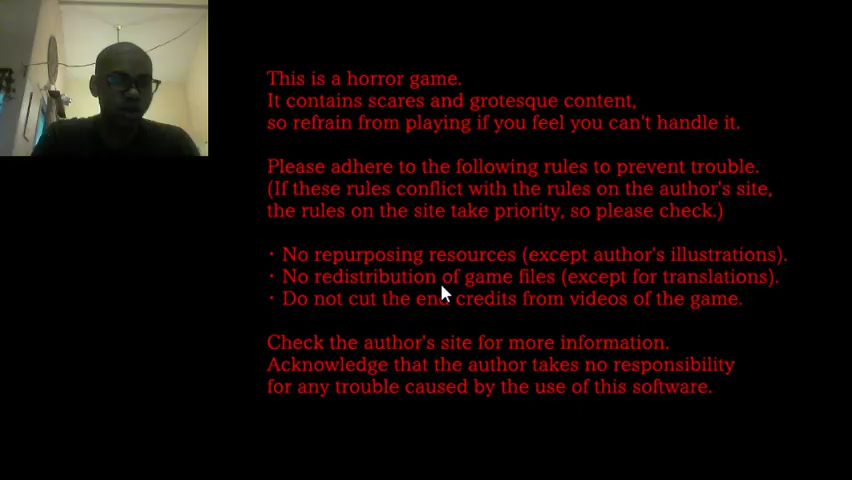 This is a horror game.
It contains scares and grotesque content,
so refrain from playing if you feel you can't handle it.
Please adhere to the following rules to prevent trouble.
(If these rules conflict with the rules on the author's site,
the rules on the site take priority, so please check.)
· No repurposing resources (except author's illustrations).
· No redistribution of game files (except for translations).
· Do not cut the end credits from videos of the game.
Check the author's site for more information.
Acknowledge that the author takes no responsibility
for any trouble caused by the use of this software.